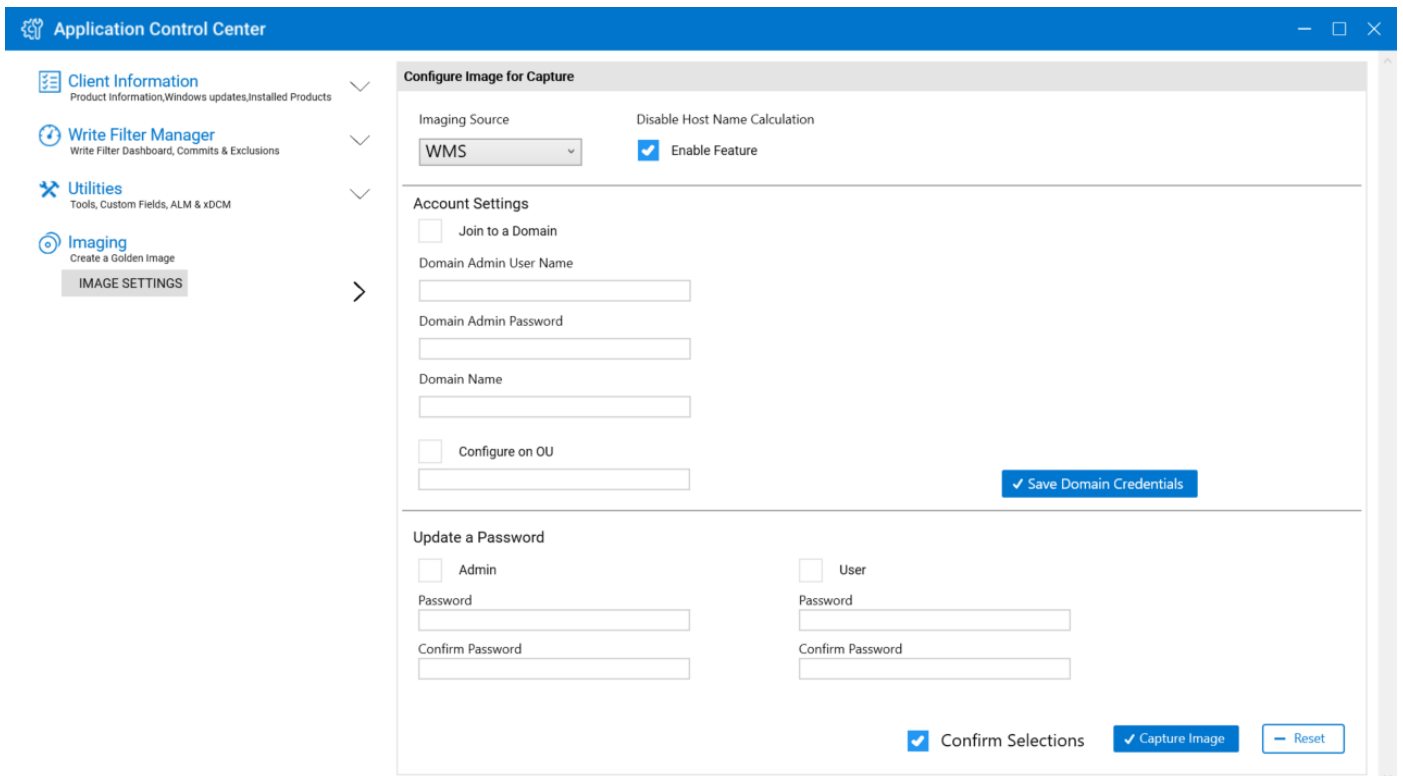 Application Control Center
Client Information
Product Information,Windows updates,Installed Products
Write Filter Manager
Write Filter Dashboard, Commits & Exclusions
Utilities
Tools, Custom Fields, ALM & xDCM
Imaging
Create a Golden Image
IMAGE SETTINGS
Configure Image for Capture
Imaging Source Disable Host Name Calculation
WMS Enable Feature
Account Settings
Join to a Domain
Domain Admin User Name
Domain Admin Password
Domain Name
Configure on OU
Save Domain Credentials
Update a Password
Admin User
Password Password
Confirm Password Confirm Password
Confirm Selections Capture Image Reset